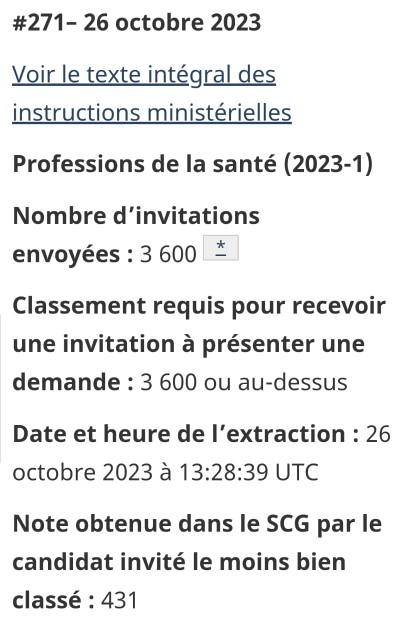 #271– 26 octobre 2023
Voir le texte intégral des
instructions ministérielles
Professions de la santé (2023-1)
Nombre d’invitations
envoyées : 3 600 *
Classement requis pour recevoir
une invitation à présenter une
demande : 3 600 ou au-dessus
Date et heure de l’extraction : 26
octobre 2023 à 13:28:39 UTC
Note obtenue dans le SCG par le
candidat invité le moins bien
classé : 431